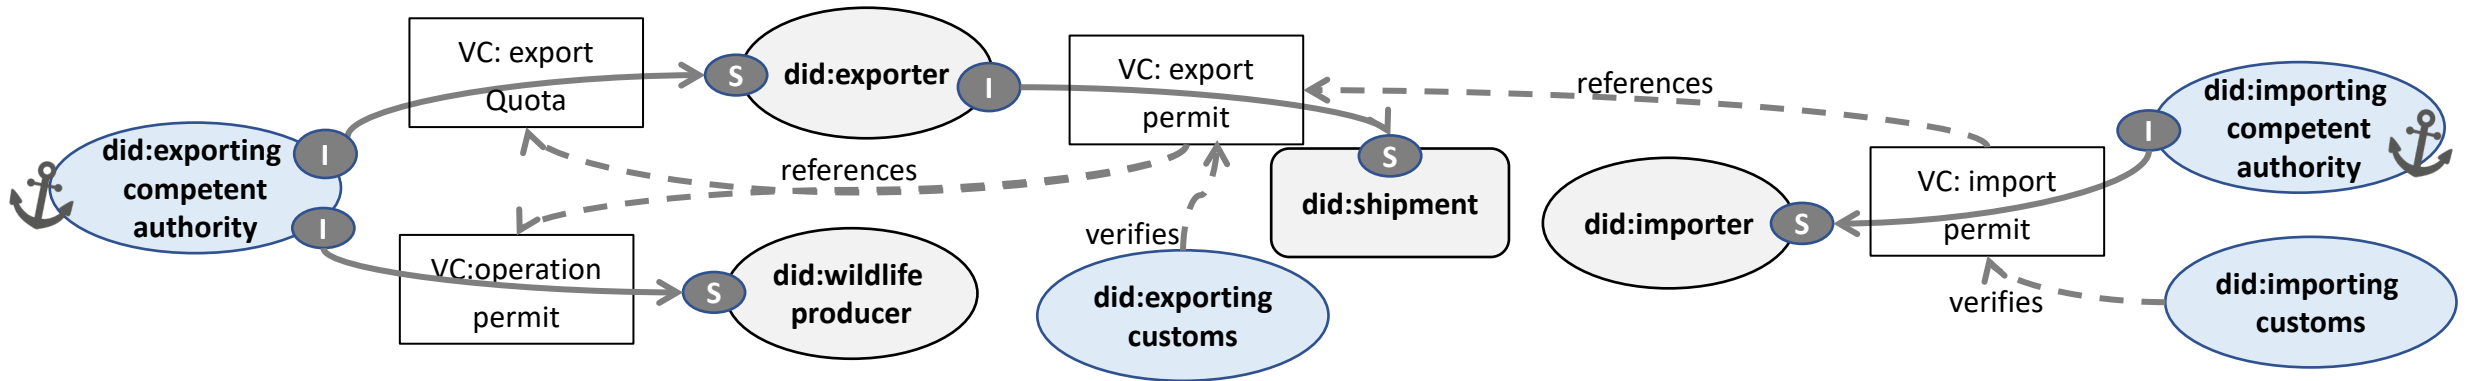 VC: export
Quota
S
did:exporter
I
VC: export
permit
references
did:importing
competent
authority
I
did:exporting
competent
authority
I
I
references
S
did:shipment
VC: import
permit
did:importer
S
VC:operation
permit
S
did:wildlife
producer
verifies
did:exporting
customs
verifies
did:importing
customs